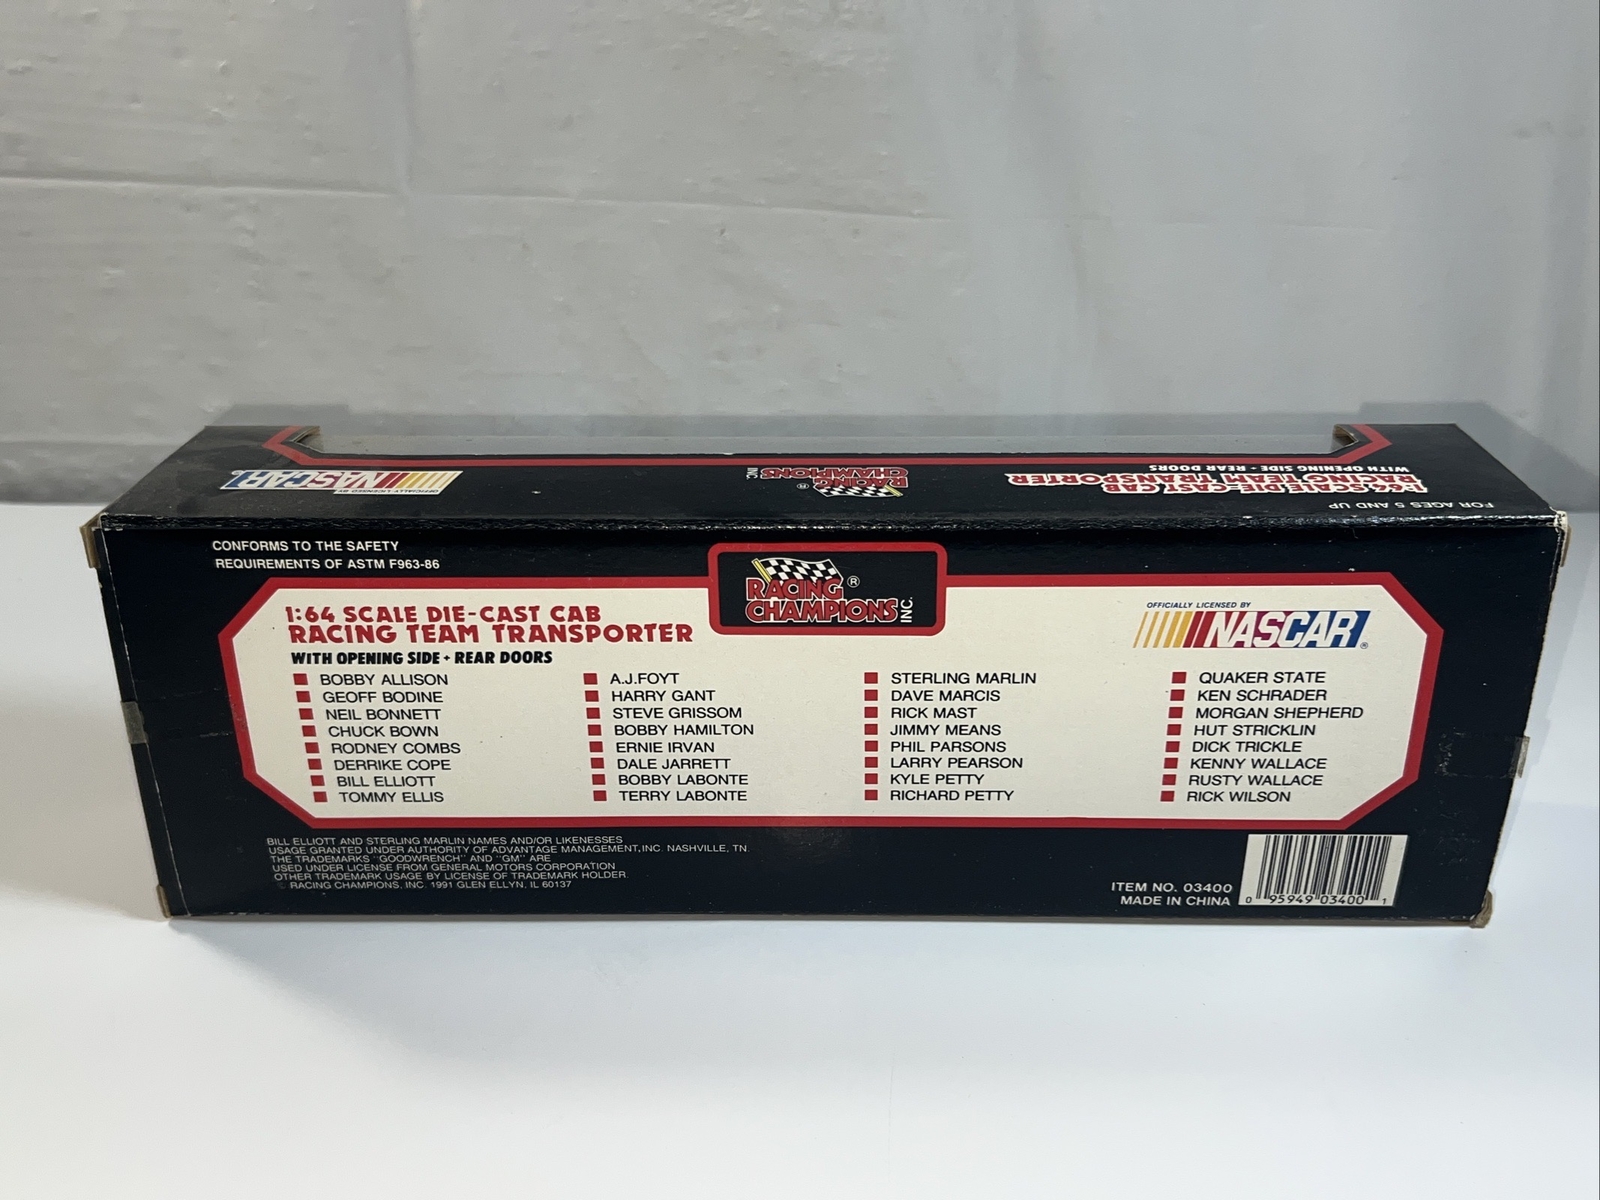 OFFICIALLY LICENSED BY
NASCAR®
RACING
CHAMPIONS
INC.
®
1:64 SCALE DIE-CAST CAB
RACING TEAM TRANSPORTER
WITH OPENING SIDE + REAR DOORS
FOR AGES 5 AND UP
CONFORMS TO THE SAFETY
REQUIREMENTS OF ASTM F963-86
RACING ®
CHAMPIONS INC.
1:64 SCALE DIE-CAST CAB
RACING TEAM TRANSPORTER
WITH OPENING SIDE + REAR DOORS
OFFICIALLY LICENSED BY
NASCAR®
BOBBY ALLISON
GEOFF BODINE
NEIL BONNETT
CHUCK BOWN
RODNEY COMBS
DERRIKE COPE
BILL ELLIOTT
TOMMY ELLIS
A.J.FOYT
HARRY GANT
STEVE GRISSOM
BOBBY HAMILTON
ERNIE IRVAN
DALE JARRETT
BOBBY LABONTE
TERRY LABONTE
STERLING MARLIN
DAVE MARCIS
RICK MAST
JIMMY MEANS
PHIL PARSONS
LARRY PEARSON
KYLE PETTY
RICHARD PETTY
QUAKER STATE
KEN SCHRADER
MORGAN SHEPHERD
HUT STRICKLIN
DICK TRICKLE
KENNY WALLACE
RUSTY WALLACE
RICK WILSON
BILL ELLIOTT AND STERLING MARLIN NAMES AND/OR LIKENESSES
USAGE GRANTED UNDER AUTHORITY OF ADVANTAGE MANAGEMENT,INC. NASHVILLE, TN.
THE TRADEMARKS "GOODWRENCH" AND "GM" ARE
USED UNDER LICENSE FROM GENERAL MOTORS CORPORATION
OTHER TRADEMARK USAGE BY LICENSE OF TRADEMARK HOLDER.
© RACING CHAMPIONS, INC. 1991 GLEN ELLYN, IL 60137
ITEM NO. 03400
MADE IN CHINA
0 95949 03400 1